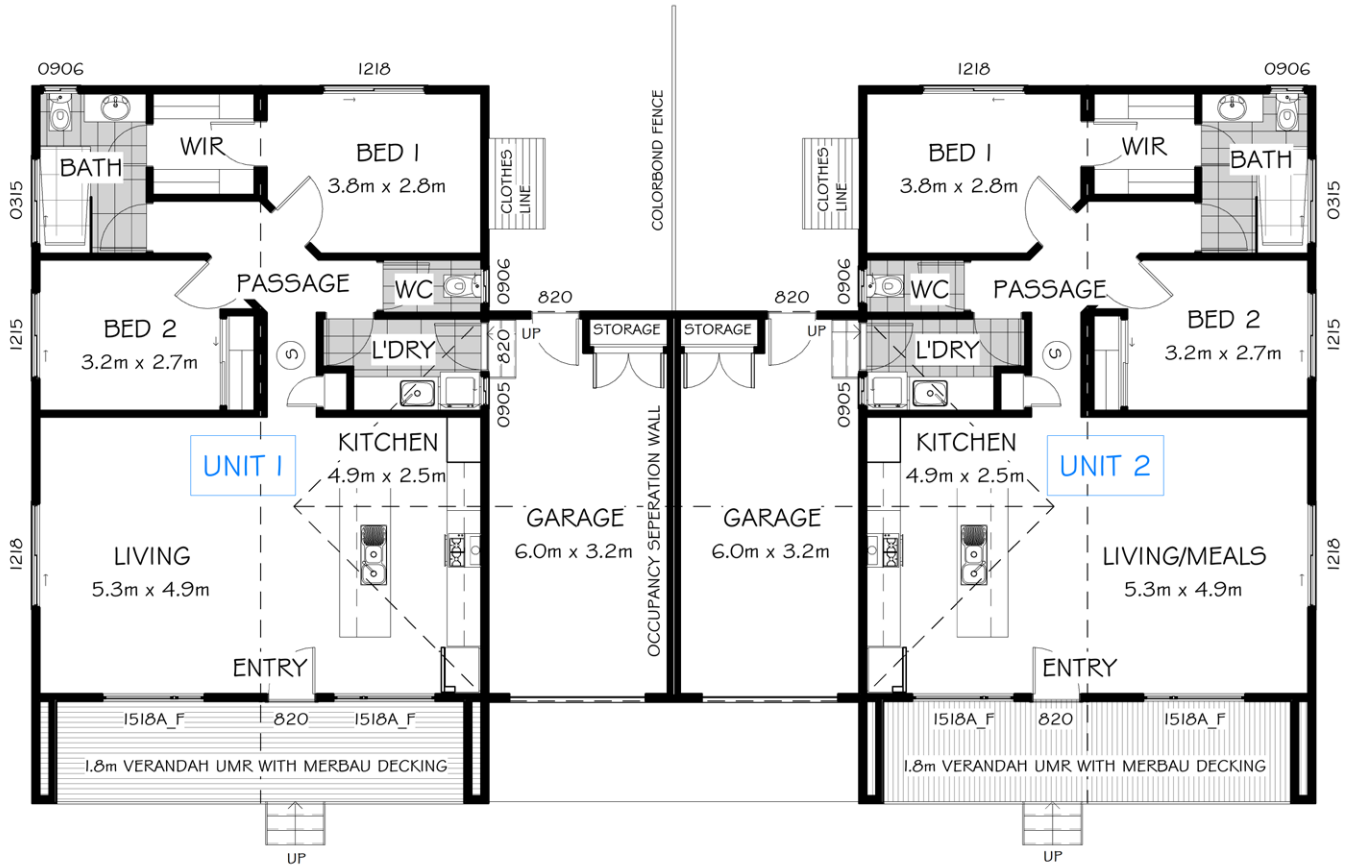 0906
1218
1218
0906
COLORBOND FENCE
WIR
BED 1
3.8m x 2.8m
BATH
0315
CLOTHES
LINE
CLOTHES
LINE
BED 1
3.8m x 2.8m
WIR
BATH
0315
PASSAGE
WC
0906
820
820
0906
WC
PASSAGE
BED 2
3.2m x 2.7m
1215
S
L'DRY
820
UP
STORAGE
STORAGE
UP
L'DRY
S
BED 2
3.2m x 2.7m
1215
0905
0905
UNIT 1
KITCHEN
4.9m x 2.5m
KITCHEN
4.9m x 2.5m
UNIT 2
OCCUPANCY SEPERATION WALL
GARAGE
6.0m x 3.2m
GARAGE
6.0m x 3.2m
1218
LIVING
5.3m x 4.9m
LIVING/MEALS
5.3m x 4.9m
1218
ENTRY
ENTRY
1518A_F
820
1518A_F
1518A_F
820
1518A_F
1.8m VERANDAH UMR WITH MERBAU DECKING
1.8m VERANDAH UMR WITH MERBAU DECKING
UP
UP